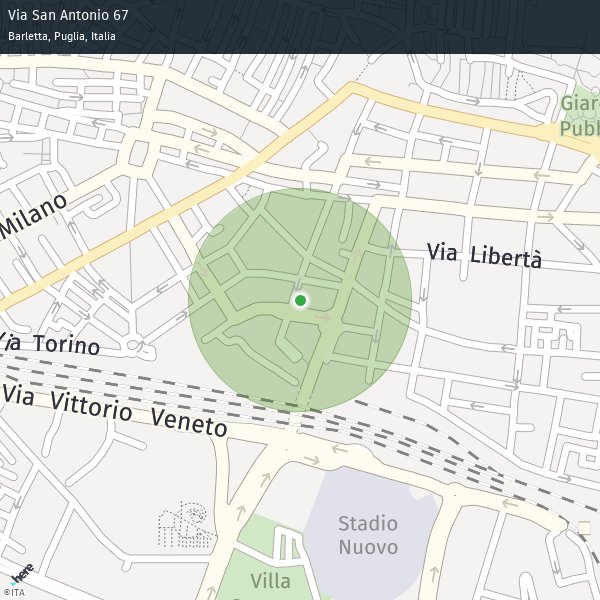 Via San Antonio 67
Barletta, Puglia, Italia
Giar
Pubb
Milano
Via Libertà
Via Torino
Via Vittorio Veneto
Stadio
Nuovo
Villa
here
©ITA